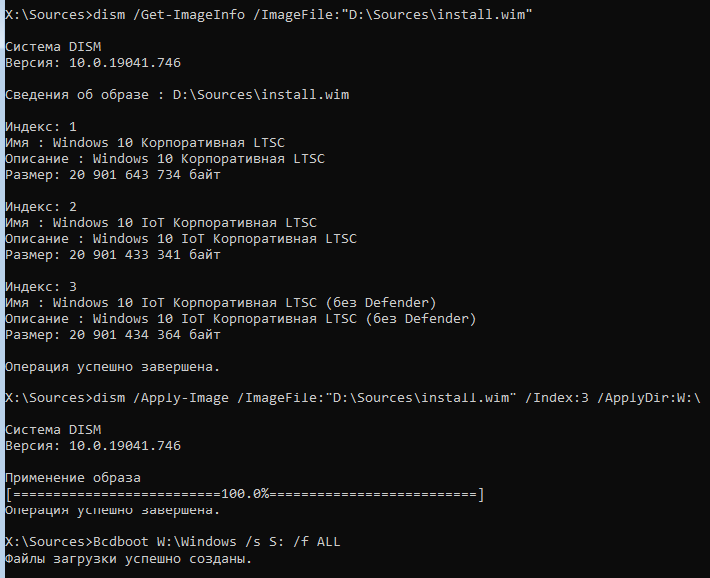 X:\Sources>dism /Get-ImageInfo /ImageFile:"D:\Sources\install.wim"
Cистема DISM
Версия: 10.0.19041.746
Сведения об образе : D:\Sources\install.wim
Индекс: 1
Имя : Windows 10 Корпоративная LTSC
Описание : Windows 10 Корпоративная LTSC
Размер: 20 901 643 734 байт
Индекс: 2
Имя : Windows 10 IoT Корпоративная LTSC
Описание : Windows 10 IoT Корпоративная LTSC
Размер: 20 901 433 341 байт
Индекс: 3
Имя : Windows 10 IoT Корпоративная LTSC (без Defender)
Описание : Windows 10 IoT Корпоративная LTSC (без Defender)
Размер: 20 901 434 364 байт
Операция успешно завершена.
X:\Sources>dism /Apply-Image /ImageFile:"D:\Sources\install.wim" /Index:3 /ApplyDir:W:\
Cистема DISM
Версия: 10.0.19041.746
Применение образа
[==========================100.0%==========================]
Операция успешно завершена.
X:\Sources>Bcdboot W:\Windows /s S: /f ALL
Файлы загрузки успешно созданы.